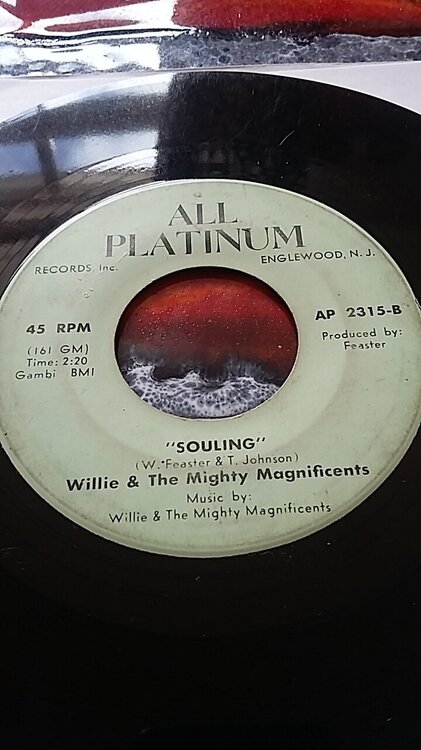 ALL
PLATINUM
RECORDS, Inc.
ENGLEWOOD, N. J.
45 RPM
(161 GM)
Time: 2:20
Gambi BMI
AP 2315-B
Produced by:
Feaster
"SOULING"
(W. Feaster & T. Johnson)
Willie & The Mighty Magnificents
Music by:
Willie & The Mighty Magnificents